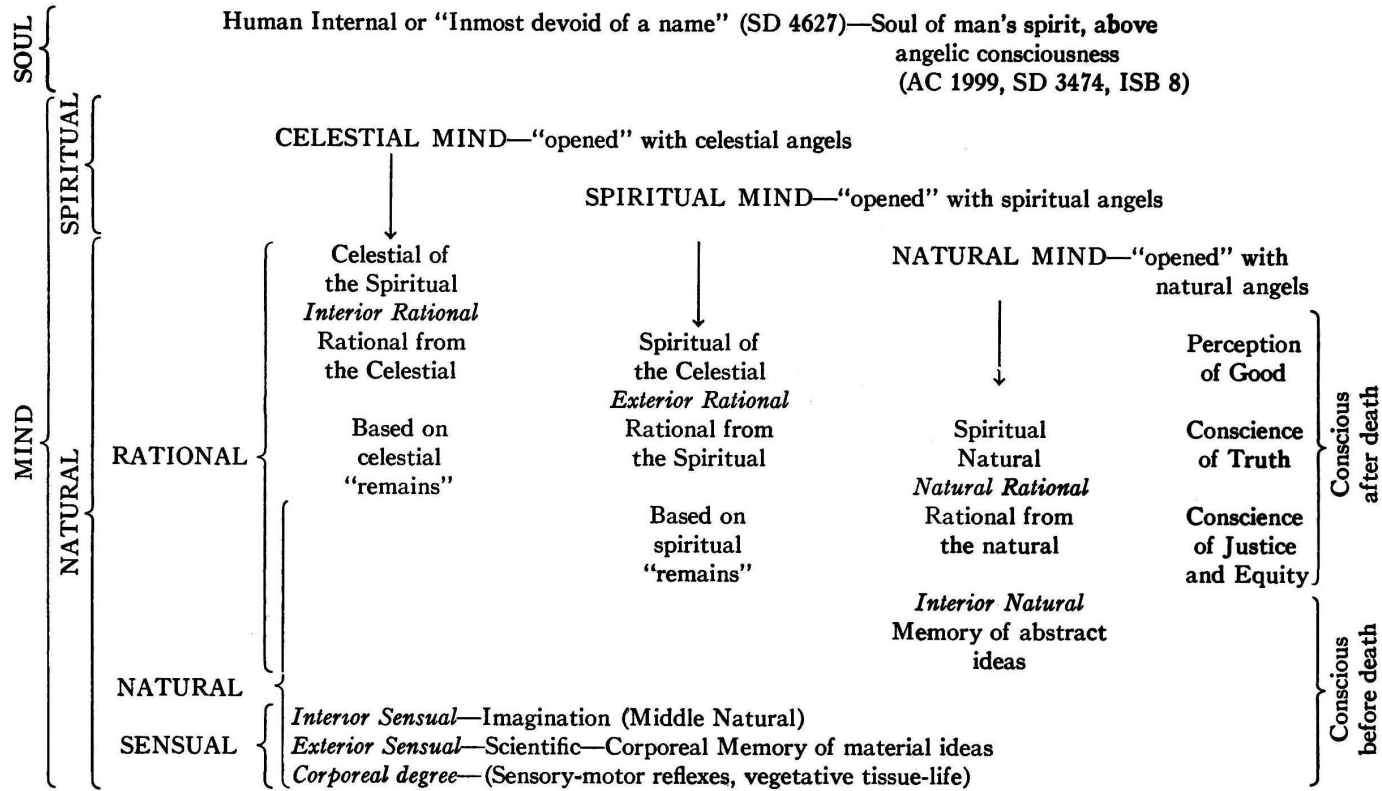 SOUL
Human Internal or “Inmost devoid of a name” (SD 4627)—Soul of man’s spirit, above
angelic consciousness
(AC 1999, SD 3474, ISB 8)
MIND
SPIRITUAL
CELESTIAL MIND—“opened” with celestial angels
SPIRITUAL MIND—“opened” with spiritual angels
NATURAL MIND—“opened” with
natural angels
NATURAL
RATIONAL
Celestial of
the Spiritual
Interior Rational
Rational from
the Celestial
Based on
celestial
“remains”
Spiritual of
the Celestial
Exterior Rational
Rational from
the Spiritual
Based on
spiritual
“remains”
Spiritual
Natural
Natural Rational
Rational from
the natural
Interior Natural
Memory of abstract
ideas
Perception
of Good
Conscience
of Truth
Conscience
of Justice
and Equity
Conscious
after death
NATURAL
SENSUAL
Interior Sensual—Imagination (Middle Natural)
Exterior Sensual—Scientific—Corporeal Memory of material ideas
Corporeal degree—(Sensory-motor reflexes, vegetative tissue-life)
Conscious
before death